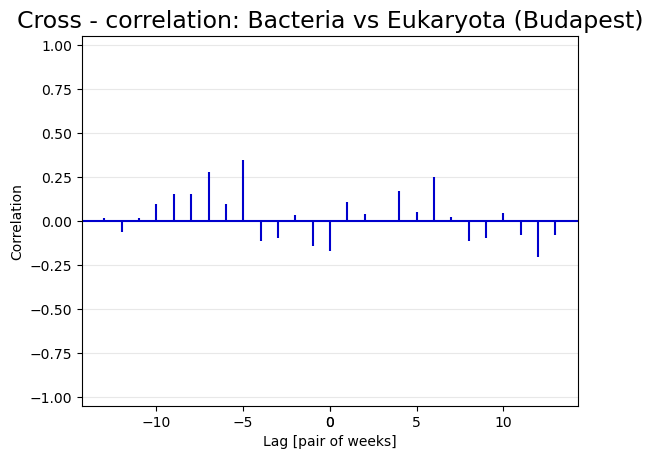 Cross - correlation: Bacteria vs Eukaryota (Budapest)
1.00
0.75
0.50
0.25
0.00
−0.25
−0.50
−0.75
−1.00
Correlation
−10 −5 0 5 10
Lag [pair of weeks]